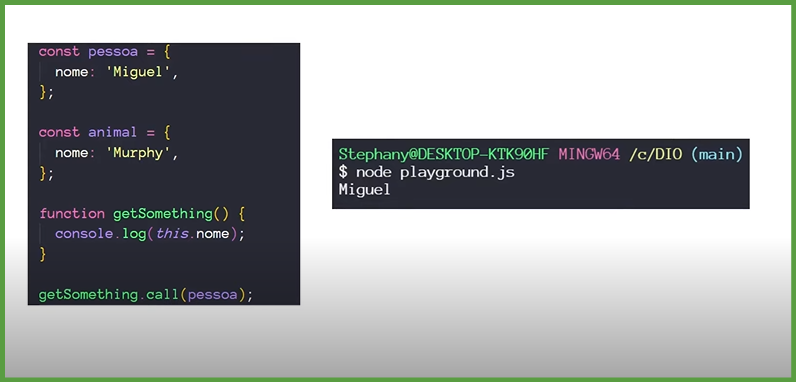 const pessoa = {
  nome: 'Miguel',
};
const animal = {
  nome: 'Murphy',
};
function getSomething() {
  console.log(this.nome);
}
getSomething.call(pessoa);
Stephany@DESKTOP-KTK90HF MINGW64 /c/DIO (main)
$ node playground.js
Miguel